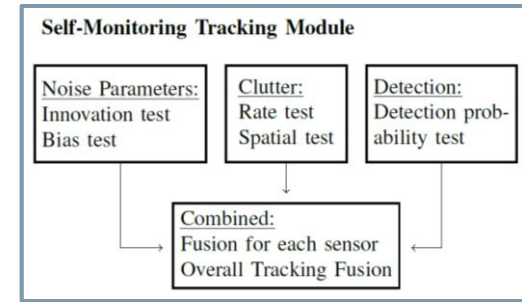 Self-Monitoring Tracking Module
Noise Parameters:
Innovation test
Bias test
Clutter:
Rate test
Spatial test
Detection:
Detection prob-
ability test
Combined:
Fusion for each sensor
Overall Tracking Fusion